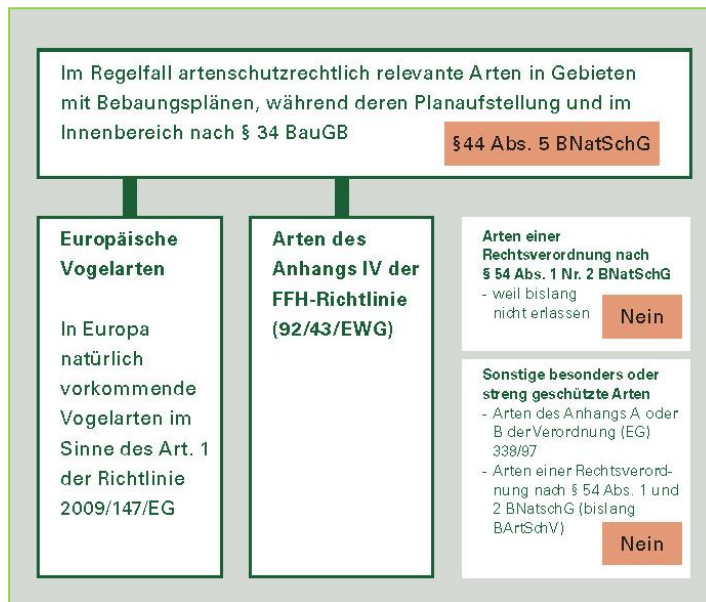 Im Regelfall artenschutzrechtlich relevante Arten in Gebieten
mit Bebaungsplänen, während deren Planaufstellung und im
Innenbereich nach § 34 BauGB
§44 Abs. 5 BNatSchG
Europäische
Vogelarten
In Europa
natürlich
vorkommende
Vogelarten im
Sinne des Art. 1
der Richtlinie
2009/147/EG
Arten des
Anhangs IV der
FFH-Richtlinie
(92/43/EWG)
Arten einer
Rechtsverordnung nach
§ 54 Abs. 1 Nr. 2 BNatSchG
- weil bislang
nicht erlassen
Nein
Sonstige besonders oder
streng geschützte Arten
- Arten des Anhangs A oder
B der Verordnung (EG)
338/97
- Arten einer Rechtsverord-
nung nach § 54 Abs. 1 und
2 BNatschG (bislang
BArtSchV)
Nein